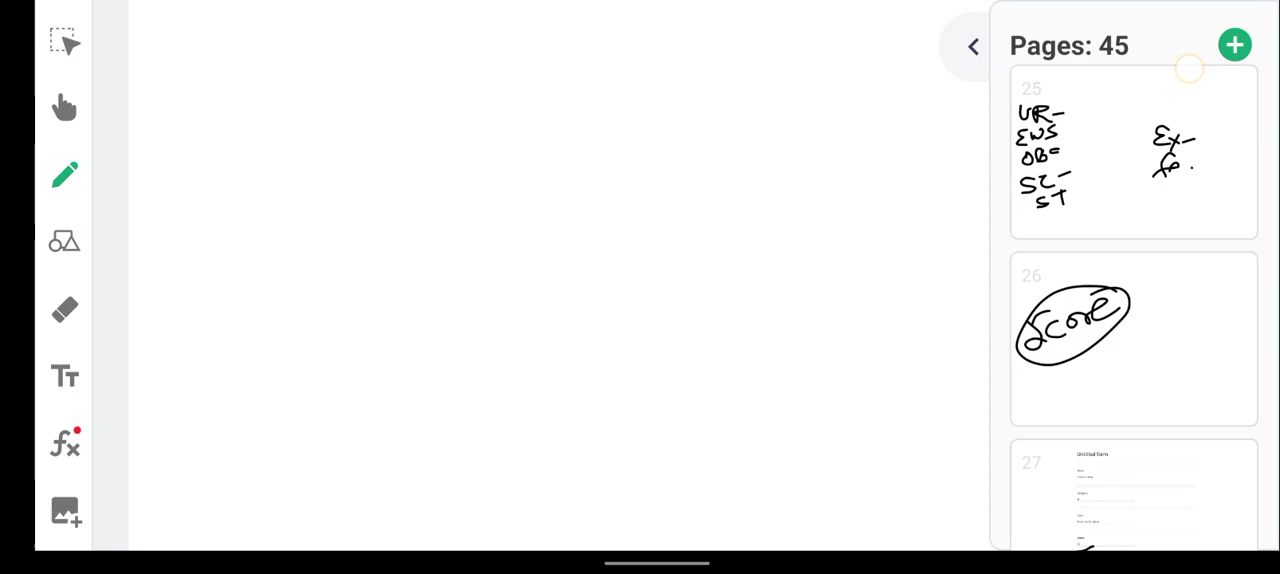 Pages: 45
25
UR-
EWS
OBC
SC-
ST
Ex-
26
Score
27
Untitled form